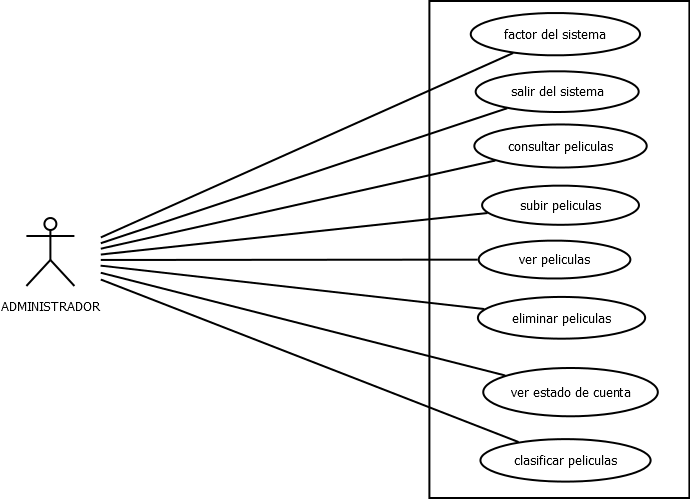 factor del sistema
salir del sistema
consultar peliculas
subir peliculas
ver peliculas
ADMINISTRADOR
eliminar peliculas
ver estado de cuenta
clasificar peliculas